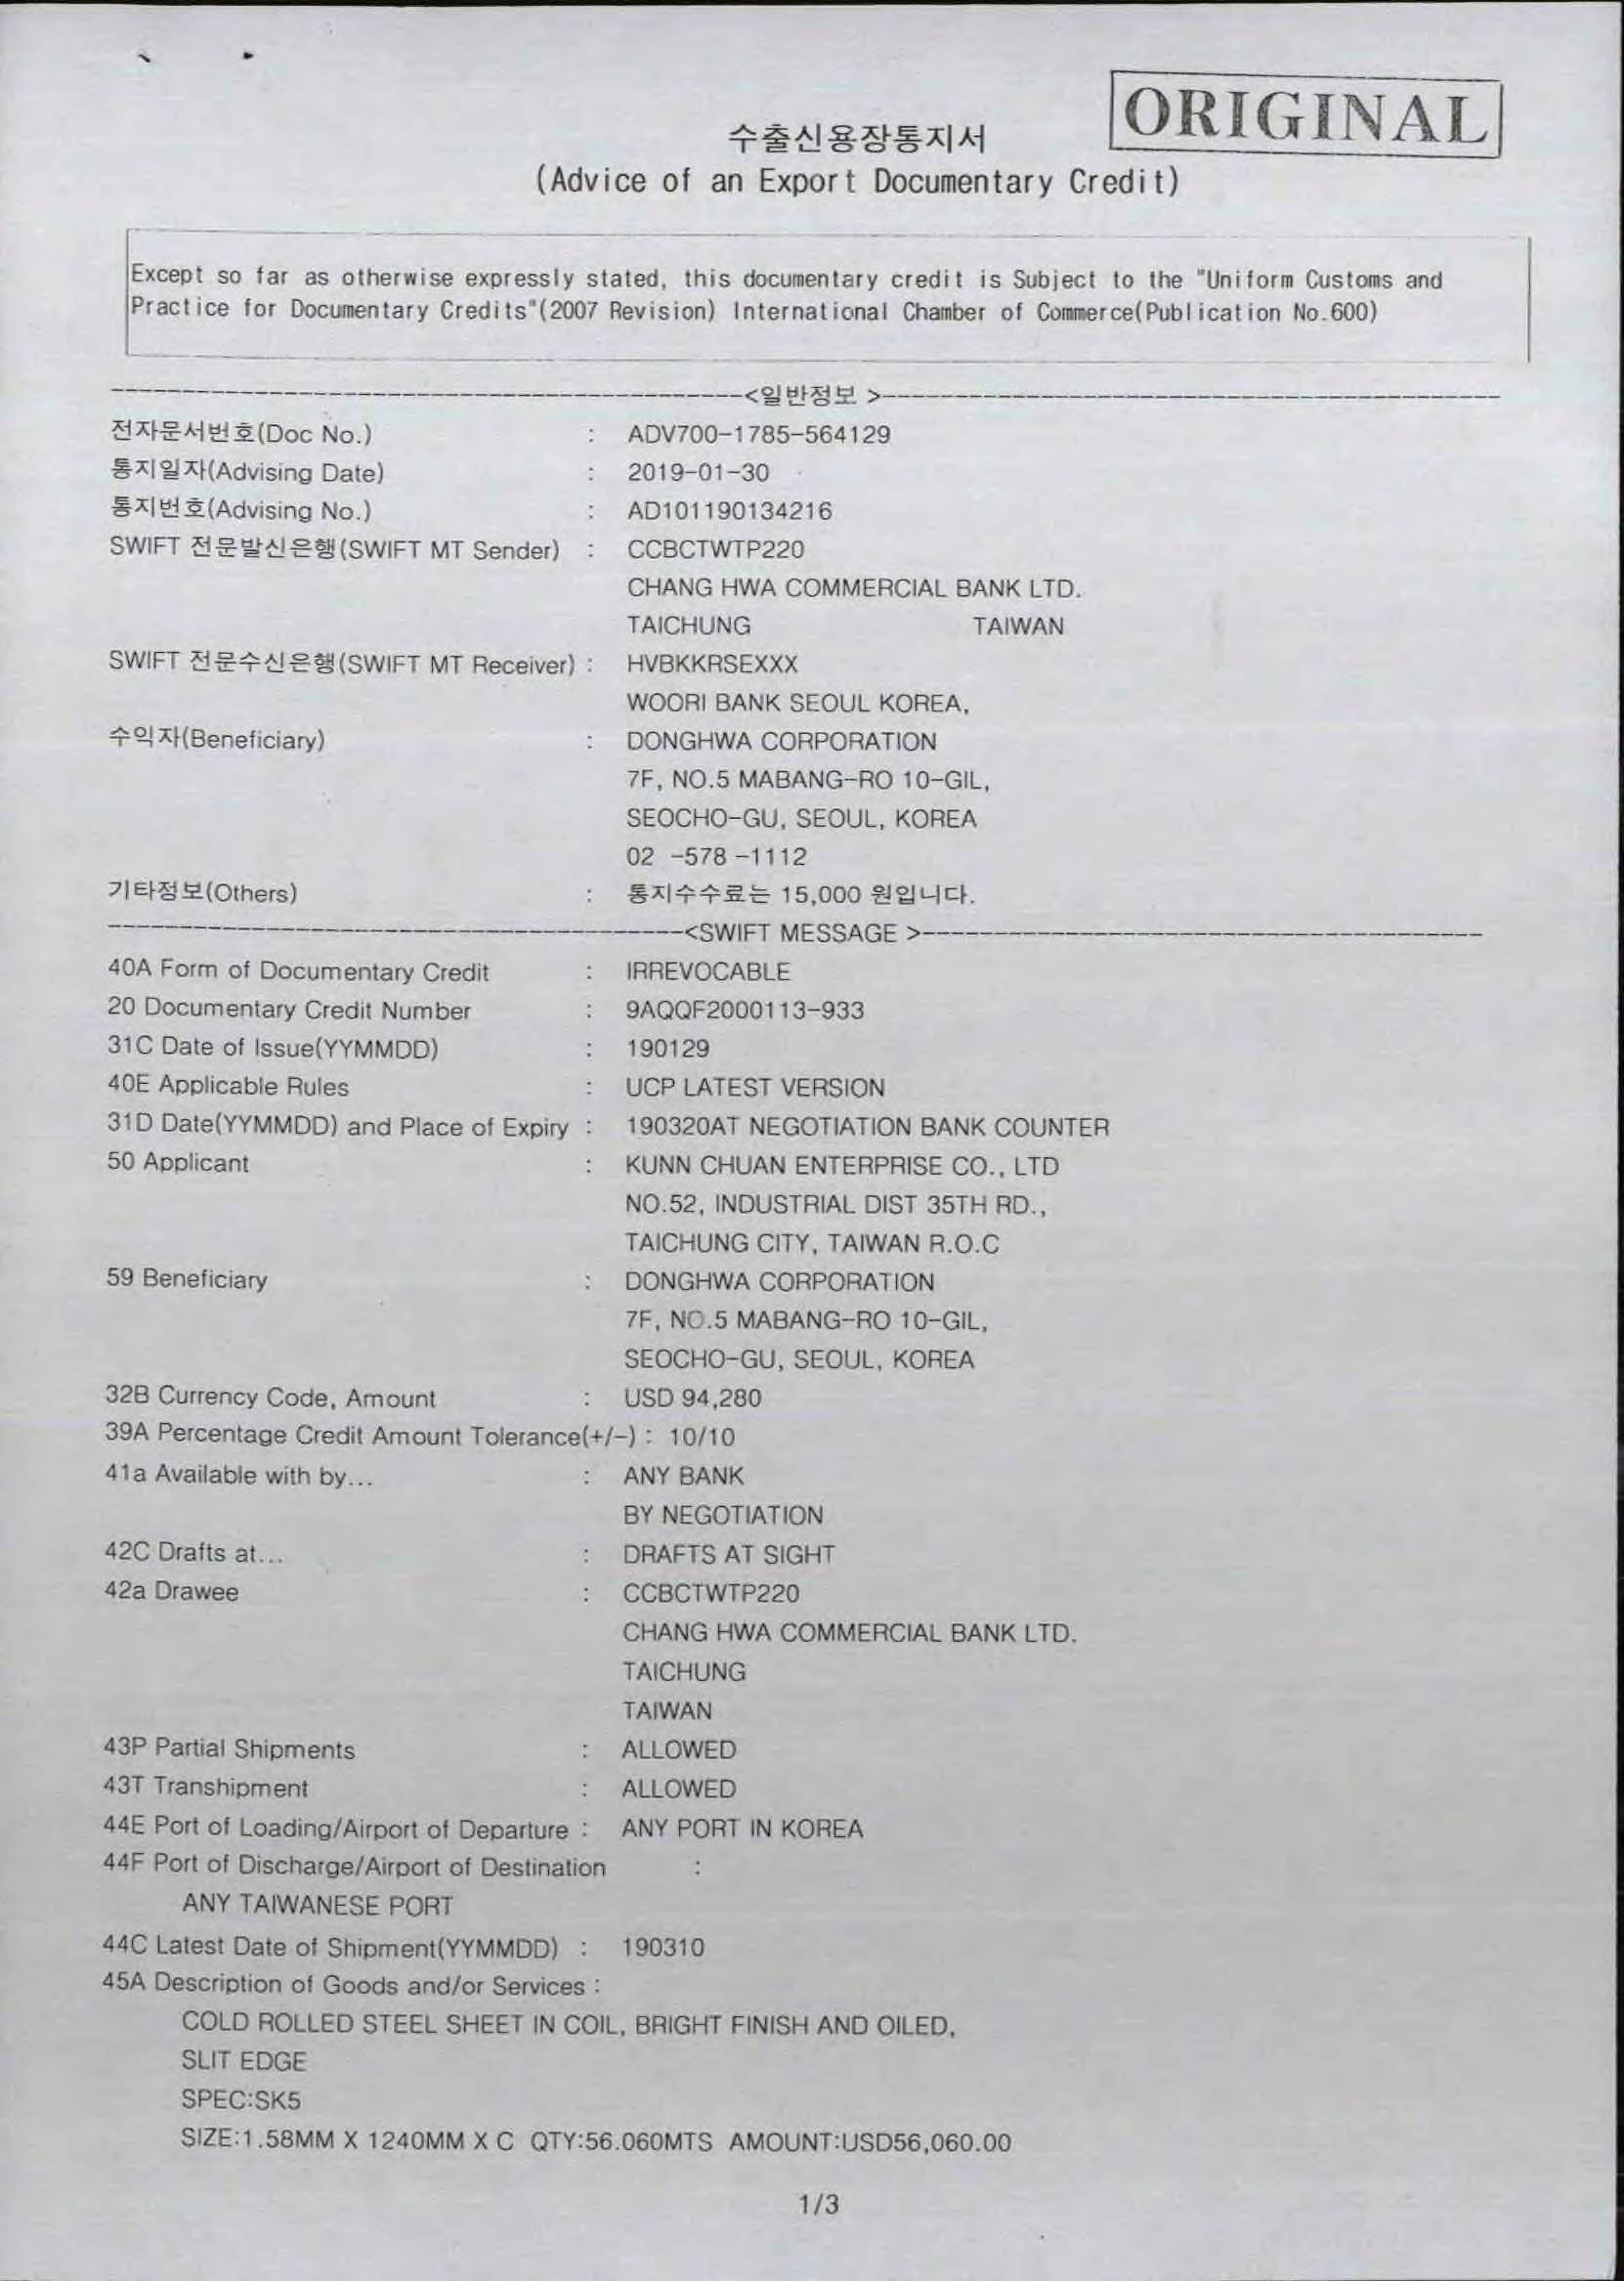 ORIGINAL
수출신용장통지서
(Advice of an Export Documentary Credit)
Except so far as otherwise expressly stated, this documentary credit is Subject to the "Uniform Customs and
Practice for Documentary Credits"(2007 Revision) International Chamber of Commerce(Publication No.600)
--------------------------------------------<일반정보 >--------------------------------------------
전자문서번호(Doc No.) : ADV700-1785-564129
통지일자(Advising Date) : 2019-01-30
통지번호(Advising No.) : AD101190134216
SWIFT 전문발신은행(SWIFT MT Sender) : CCBCTWTP220
CHANG HWA COMMERCIAL BANK LTD.
TAICHUNG TAIWAN
SWIFT 전문수신은행(SWIFT MT Receiver) : HVBKKRSEXXX
WOORI BANK SEOUL KOREA,
수익자(Beneficiary) : DONGHWA CORPORATION
7F, NO.5 MABANG-RO 10-GIL,
SEOCHO-GU, SEOUL, KOREA
02 -578 -1112
기타정보(Others) : 통지수수료는 15,000 원입니다.
----------------------------------------<SWIFT MESSAGE >----------------------------------------
40A Form of Documentary Credit : IRREVOCABLE
20 Documentary Credit Number : 9AQQF2000113-933
31C Date of Issue(YYMMDD) : 190129
40E Applicable Rules : UCP LATEST VERSION
31D Date(YYMMDD) and Place of Expiry : 190320AT NEGOTIATION BANK COUNTER
50 Applicant : KUNN CHUAN ENTERPRISE CO., LTD
NO.52, INDUSTRIAL DIST 35TH RD.,
TAICHUNG CITY, TAIWAN R.O.C
59 Beneficiary : DONGHWA CORPORATION
7F, NO.5 MABANG-RO 10-GIL,
SEOCHO-GU, SEOUL, KOREA
32B Currency Code, Amount : USD 94,280
39A Percentage Credit Amount Tolerance(+/-) : 10/10
41a Available with by... : ANY BANK
BY NEGOTIATION
42C Drafts at... : DRAFTS AT SIGHT
42a Drawee : CCBCTWTP220
CHANG HWA COMMERCIAL BANK LTD.
TAICHUNG
TAIWAN
43P Partial Shipments : ALLOWED
43T Transhipment : ALLOWED
44E Port of Loading/Airport of Departure : ANY PORT IN KOREA
44F Port of Discharge/Airport of Destination :
ANY TAIWANESE PORT
44C Latest Date of Shipment(YYMMDD) : 190310
45A Description of Goods and/or Services :
COLD ROLLED STEEL SHEET IN COIL, BRIGHT FINISH AND OILED,
SLIT EDGE
SPEC:SK5
SIZE:1.58MM X 1240MM X C QTY:56.060MTS AMOUNT:USD56,060.00
1/3